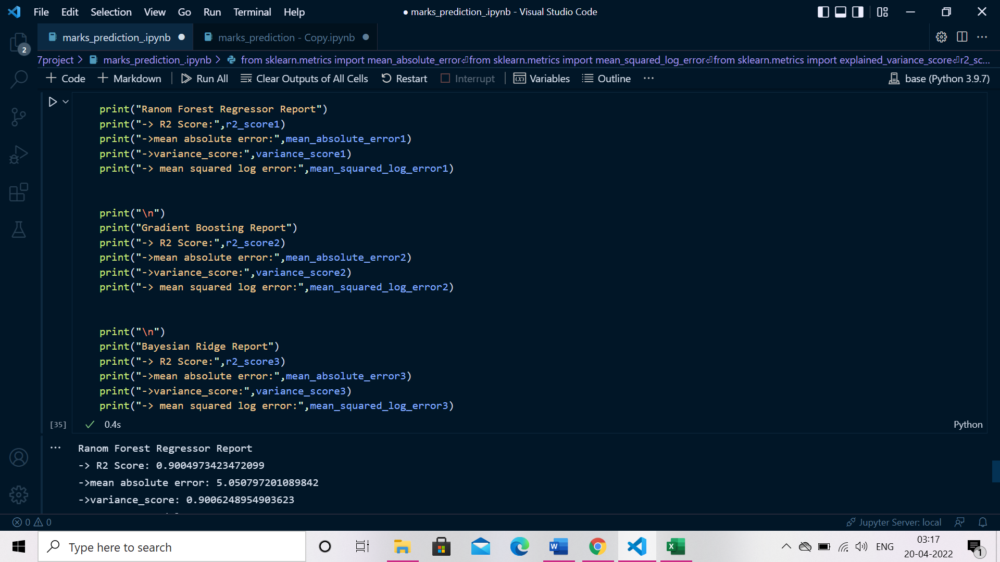 File Edit Selection View Go Run Terminal Help ● marks_prediction_.ipynb - Visual Studio Code
marks_prediction_.ipynb ● marks_prediction - Copy.ipynb ●
2
7project > marks_prediction_.ipynb > from sklearn.metrics import mean_absolute_error⏎from sklearn.metrics import mean_squared_log_error⏎from sklearn.metrics import explained_variance_score⏎r2_sc...
+ Code + Markdown | Run All Clear Outputs of All Cells Restart Interrupt | Variables Outline ... base (Python 3.9.7)
print("Ranom Forest Regressor Report")
print("-> R2 Score:",r2_score1)
print("->mean absolute error:",mean_absolute_error1)
print("->variance_score:",variance_score1)
print("-> mean squared log error:",mean_squared_log_error1)
print("\n")
print("Gradient Boosting Report")
print("-> R2 Score:",r2_score2)
print("->mean absolute error:",mean_absolute_error2)
print("->variance_score:",variance_score2)
print("-> mean squared log error:",mean_squared_log_error2)
print("\n")
print("Bayesian Ridge Report")
print("-> R2 Score:",r2_score3)
print("->mean absolute error:",mean_absolute_error3)
print("->variance_score:",variance_score3)
print("-> mean squared log error:",mean_squared_log_error3)
[35] ✓ 0.4s Python
... Ranom Forest Regressor Report
-> R2 Score: 0.9004973423472099
->mean absolute error: 5.050797201089842
->variance_score: 0.9006248954903623
0 0 Jupyter Server: local
Type here to search ENG 03:17
20-04-2022 1